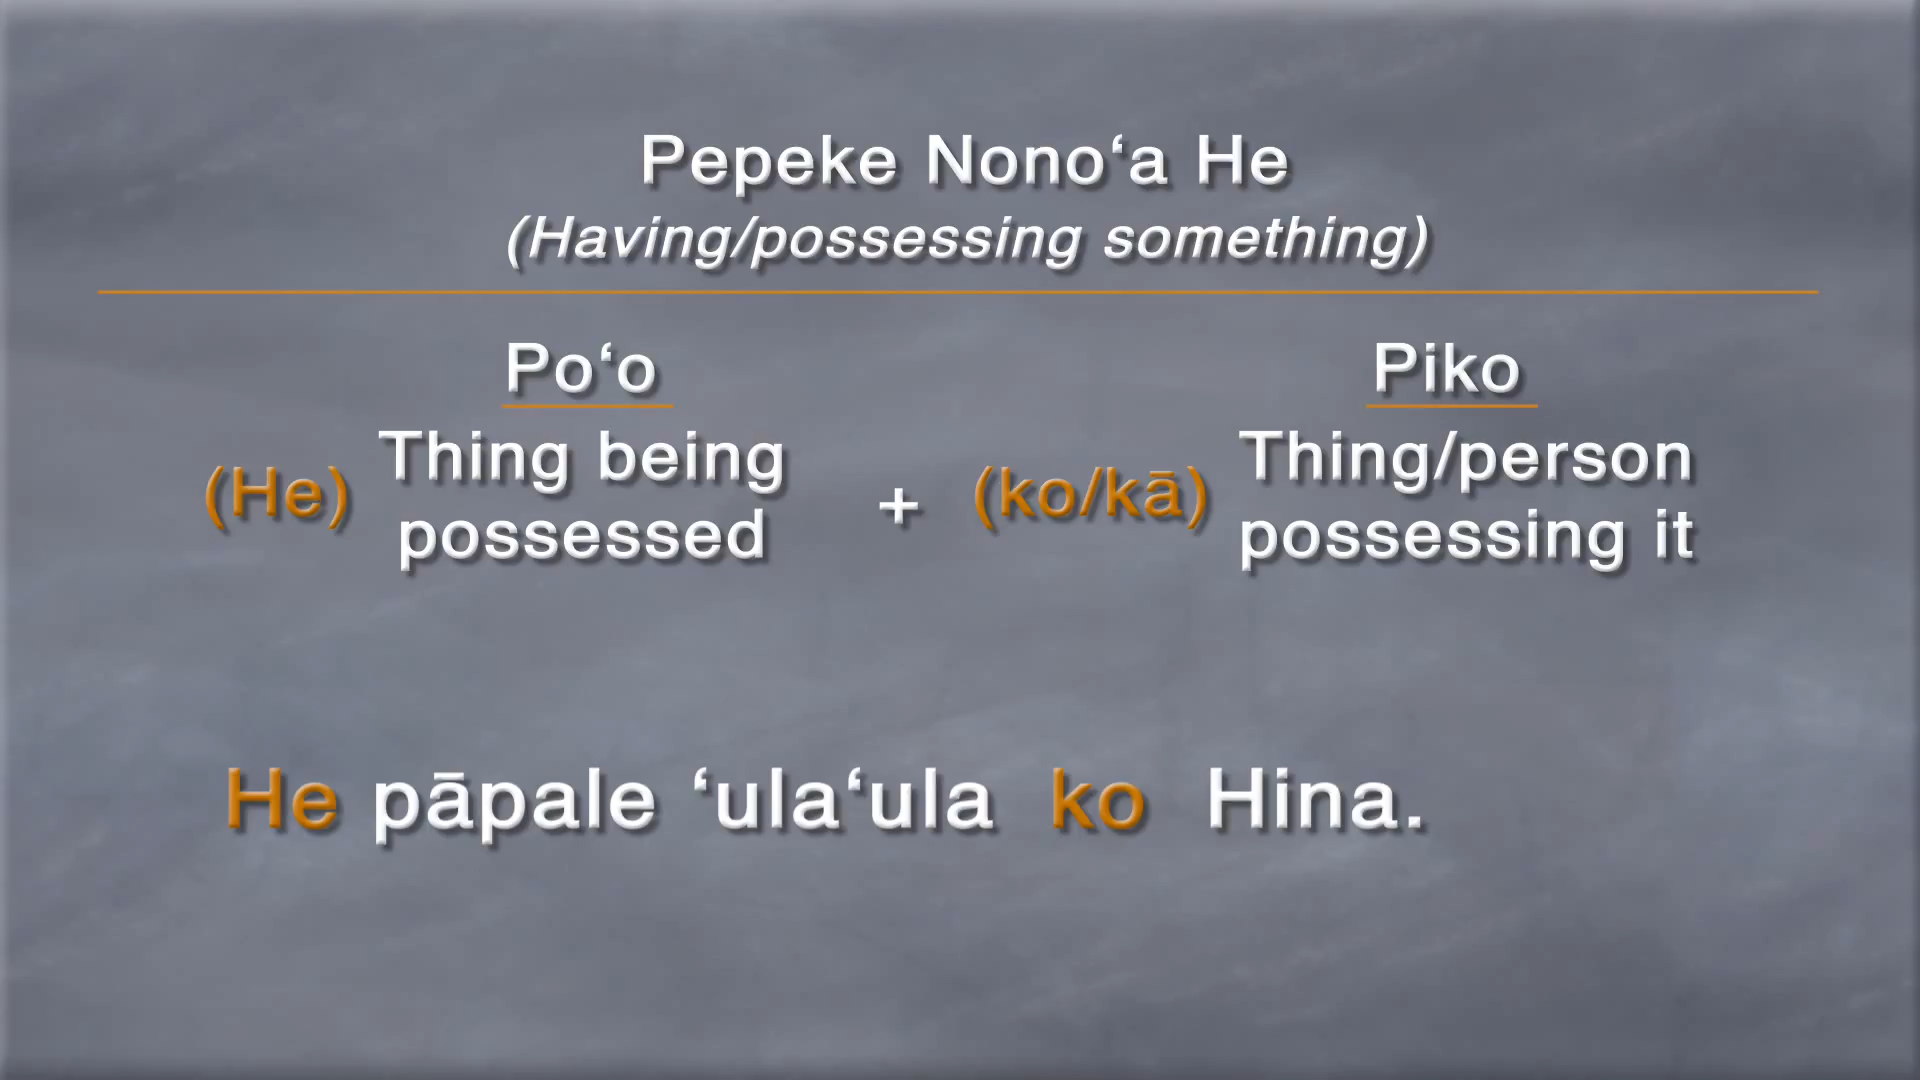 Pepeke Nonoʻa He
(Having/possessing something)
Poʻo
Piko
(He) Thing being possessed + (ko/kā) Thing/person possessing it
He pāpale ʻulaʻula ko Hina.